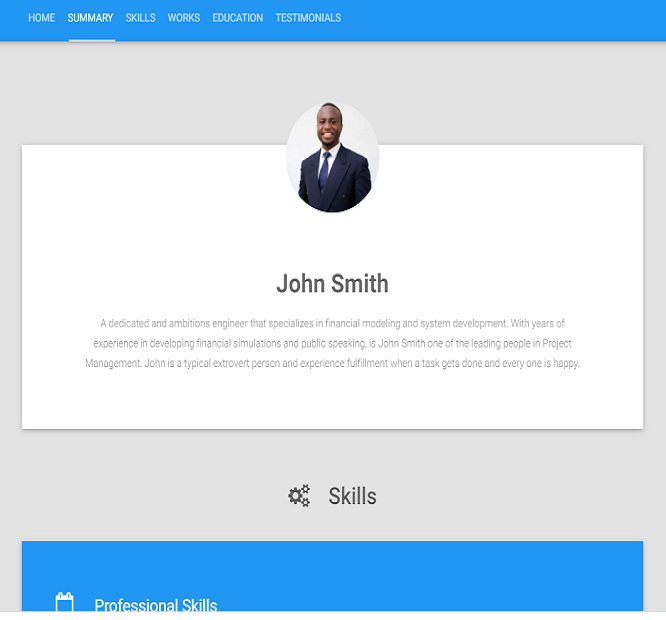 HOME SUMMARY SKILLS WORKS EDUCATION TESTIMONIALS
John Smith
A dedicated and ambitions engineer that specializes in financial modeling and system development. With years of
experience in developing financial simulations and public speaking, is John Smith one of the leading people in Project
Management. John is a typical extrovert person and experience fulfillment when a task gets done and every one is happy.
Skills
Professional Skills